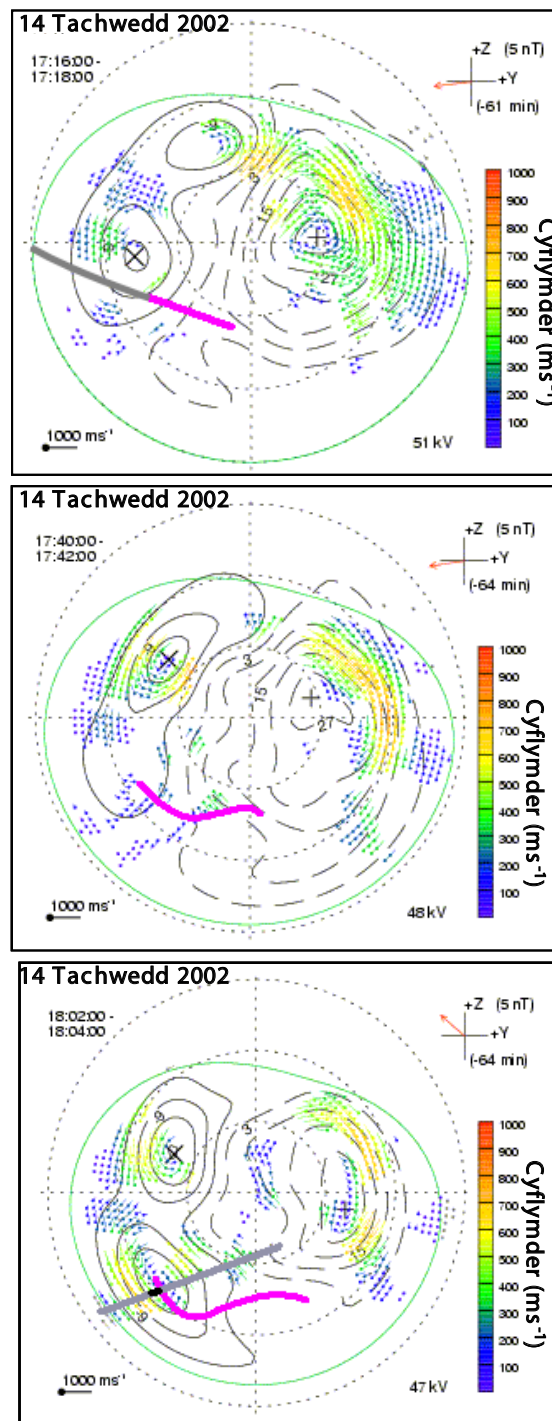 14 Tachwedd 2002
17:16:00 -
17:18:00
+Z (5 nT)
+Y
(-61 min)
9
3
15
27
9
1000
900
800
700
600
500
400
300
200
100
Cyflymder (ms⁻¹)
1000 ms⁻¹
51 kV
14 Tachwedd 2002
17:40:00 -
17:42:00
+Z (5 nT)
+Y
(-64 min)
3
15
27
1000
900
800
700
600
500
400
300
200
100
Cyflymder (ms⁻¹)
1000 ms⁻¹
48 kV
14 Tachwedd 2002
18:02:00 -
18:04:00
+Z (5 nT)
+Y
(-64 min)
9
3
15
9
1000
900
800
700
600
500
400
300
200
100
Cyflymder (ms⁻¹)
1000 ms⁻¹
47 kV